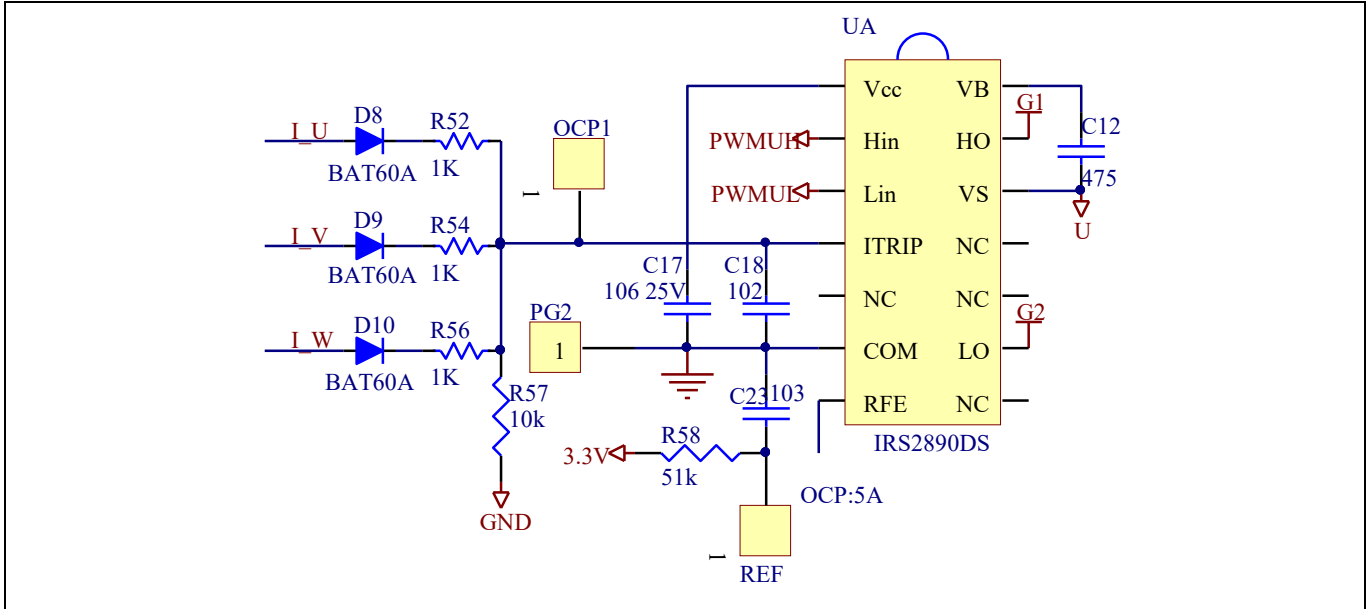 UA
Vcc VB
G1
D8
R52
OCP1
C12
I_U
PWMUH Hin HO
BAT60A
1K
475
1
PWMUL Lin VS
D9
R54
U
I_V
ITRIP NC
BAT60A
1K
C17
C18
106 25V
102
NC NC
PG2
G2
D10
R56
I_W
1
COM LO
BAT60A
1K
R57
C23
103
10k
RFE NC
R58
IRS2890DS
3.3V
51k
OCP:5A
GND
1
REF